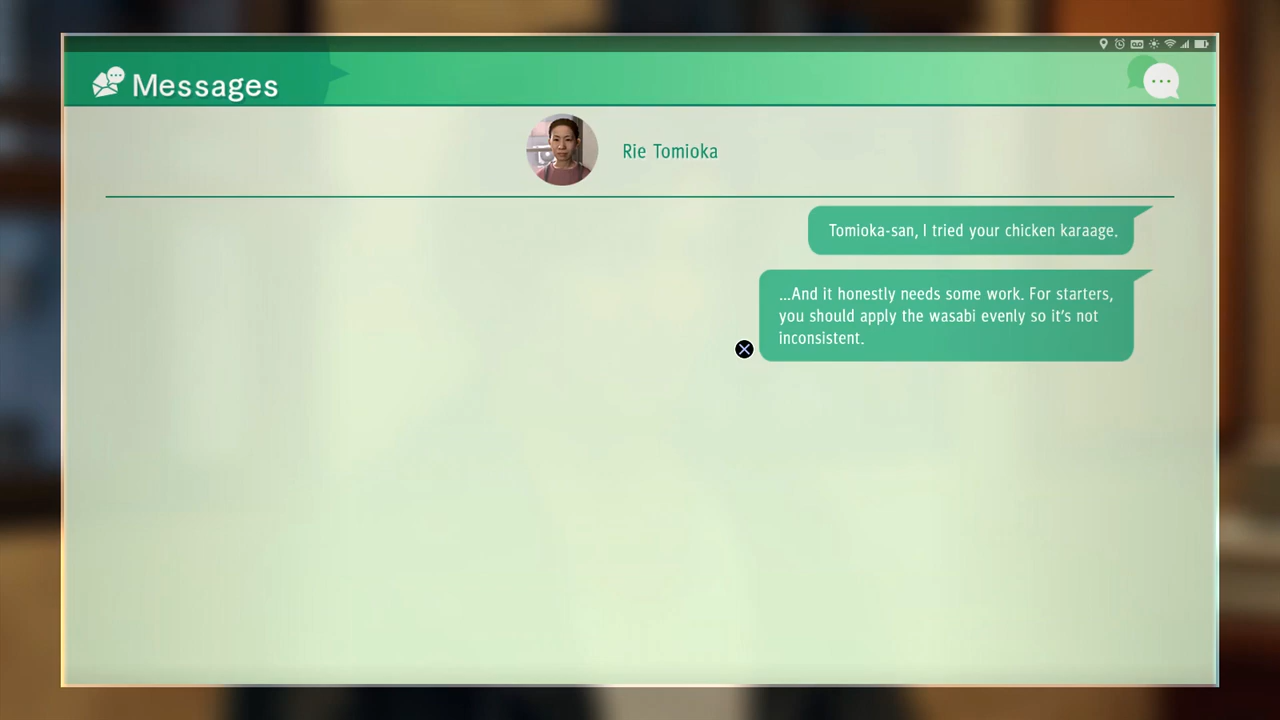 Messages
Rie Tomioka
Tomioka-san, I tried your chicken karaage.
...And it honestly needs some work. For starters,
you should apply the wasabi evenly so it's not
inconsistent.